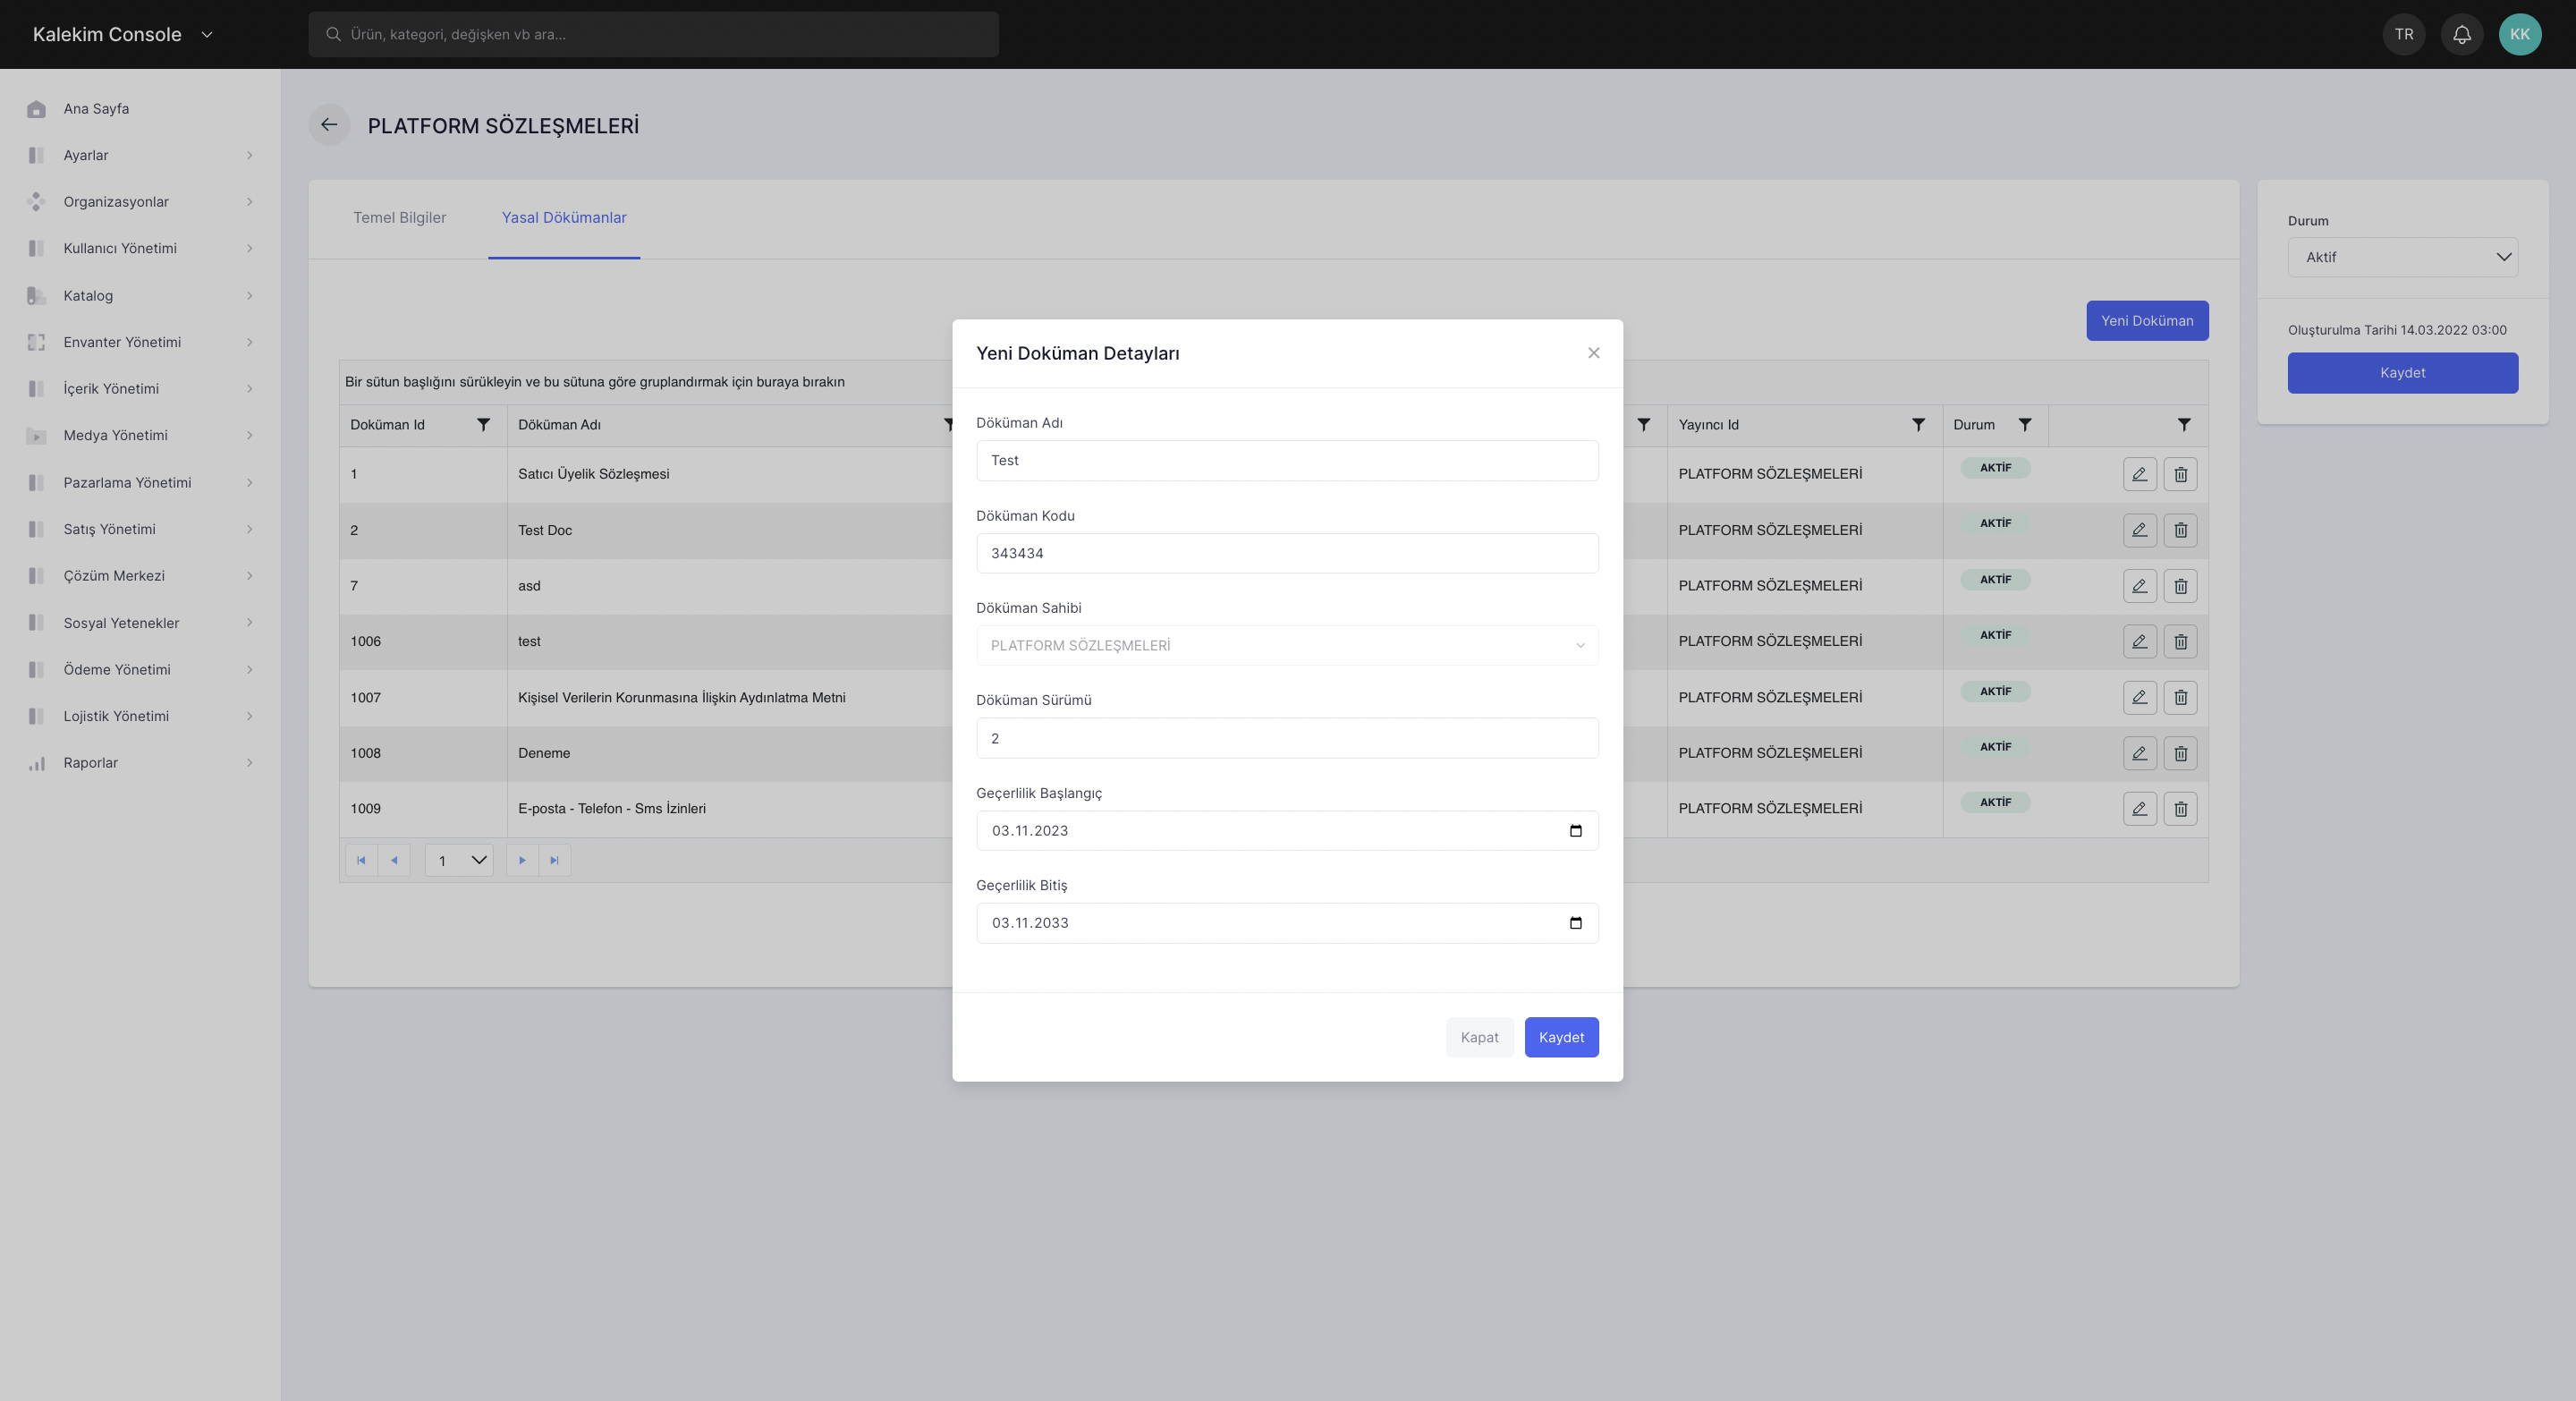 Kalekim Console
Ürün, kategori, değişken vb ara...
TR
KK
Ana Sayfa
Ayarlar
Organizasyonlar
Kullanıcı Yönetimi
Katalog
Envanter Yönetimi
İçerik Yönetimi
Medya Yönetimi
Pazarlama Yönetimi
Satış Yönetimi
Çözüm Merkezi
Sosyal Yetenekler
Ödeme Yönetimi
Lojistik Yönetimi
Raporlar
PLATFORM SÖZLEŞMELERİ
Temel Bilgiler
Yasal Dökümanlar
Yeni Doküman
Bir sütun başlığını sürükleyin ve bu sütuna göre gruplandırmak için buraya bırakın
Doküman Id
Döküman Adı
Yayıncı Id
Durum
1
Satıcı Üyelik Sözleşmesi
PLATFORM SÖZLEŞMELERİ
AKTİF
2
Test Doc
PLATFORM SÖZLEŞMELERİ
AKTİF
7
asd
PLATFORM SÖZLEŞMELERİ
AKTİF
1006
test
PLATFORM SÖZLEŞMELERİ
AKTİF
1007
Kişisel Verilerin Korunmasına İlişkin Aydınlatma Metni
PLATFORM SÖZLEŞMELERİ
AKTİF
1008
Deneme
PLATFORM SÖZLEŞMELERİ
AKTİF
1009
E-posta - Telefon - Sms İzinleri
PLATFORM SÖZLEŞMELERİ
AKTİF
1
Yeni Doküman Detayları
Döküman Adı
Test
Döküman Kodu
343434
Döküman Sahibi
PLATFORM SÖZLEŞMELERİ
Döküman Sürümü
2
Geçerlilik Başlangıç
03.11.2023
Geçerlilik Bitiş
03.11.2033
Kapat
Kaydet
Durum
Aktif
Oluşturulma Tarihi 14.03.2022 03:00
Kaydet